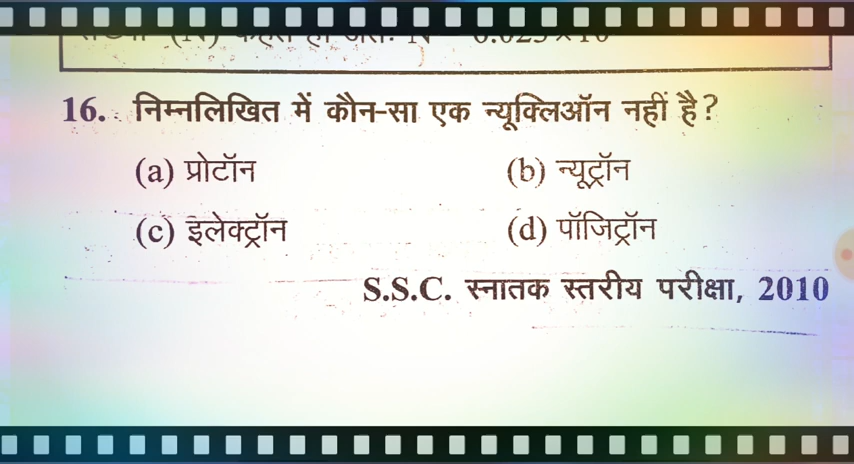 16. निम्नलिखित में कौन-सा एक न्यूक्लिऑन नहीं है?
(a) प्रोटॉन (b) न्यूट्रॉन
(c) इलेक्ट्रॉन (d) पॉजिट्रॉन
S.S.C. स्नातक स्तरीय परीक्षा, 2010